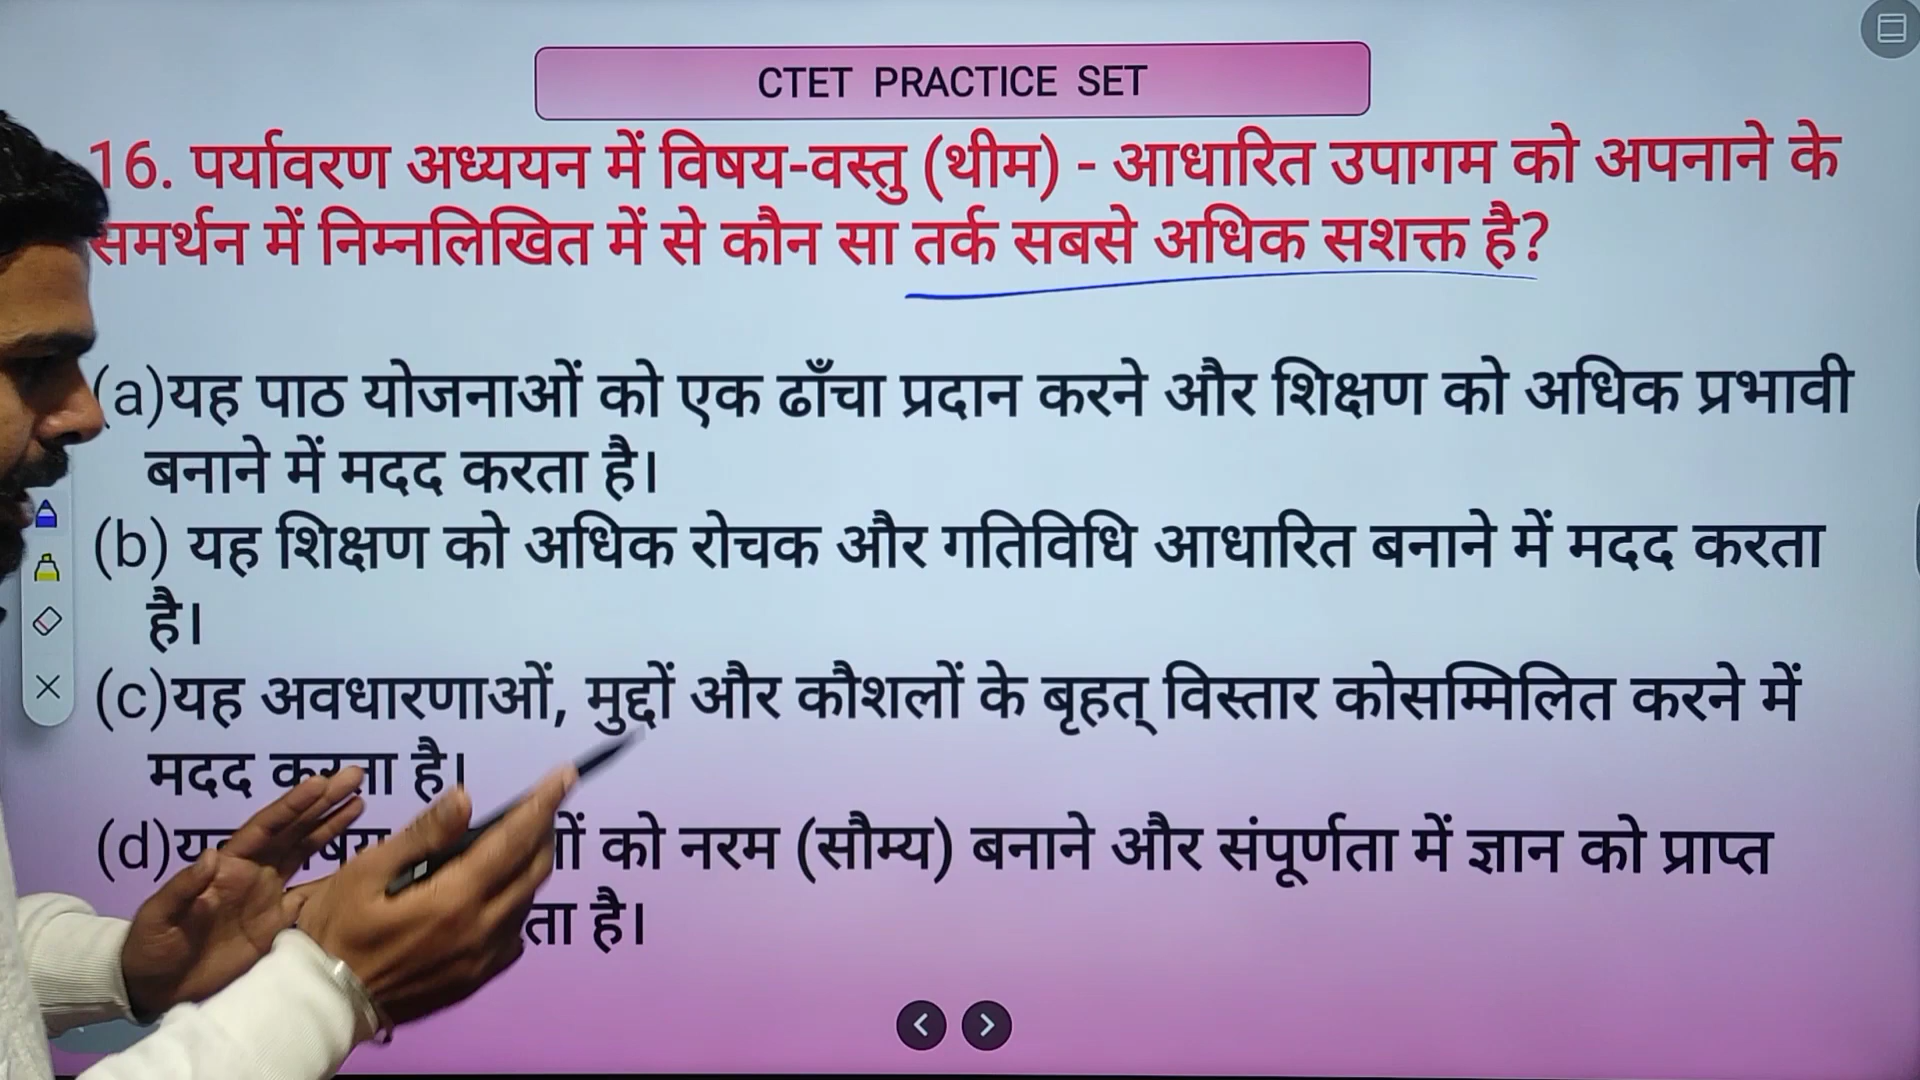 CTET PRACTICE SET
16. पर्यावरण अध्ययन में विषय-वस्तु (थीम) - आधारित उपागम को अपनाने के
समर्थन में निम्नलिखित में से कौन सा तर्क सबसे अधिक सशक्त है?
(a)यह पाठ योजनाओं को एक ढाँचा प्रदान करने और शिक्षण को अधिक प्रभावी
बनाने में मदद करता है।
(b) यह शिक्षण को अधिक रोचक और गतिविधि आधारित बनाने में मदद करता
है।
(c)यह अवधारणाओं, मुद्दों और कौशलों के बृहत् विस्तार कोसम्मिलित करने में
मदद करता है।
(d) को नरम (सौम्य) बनाने और संपूर्णता में ज्ञान को प्राप्त
है।